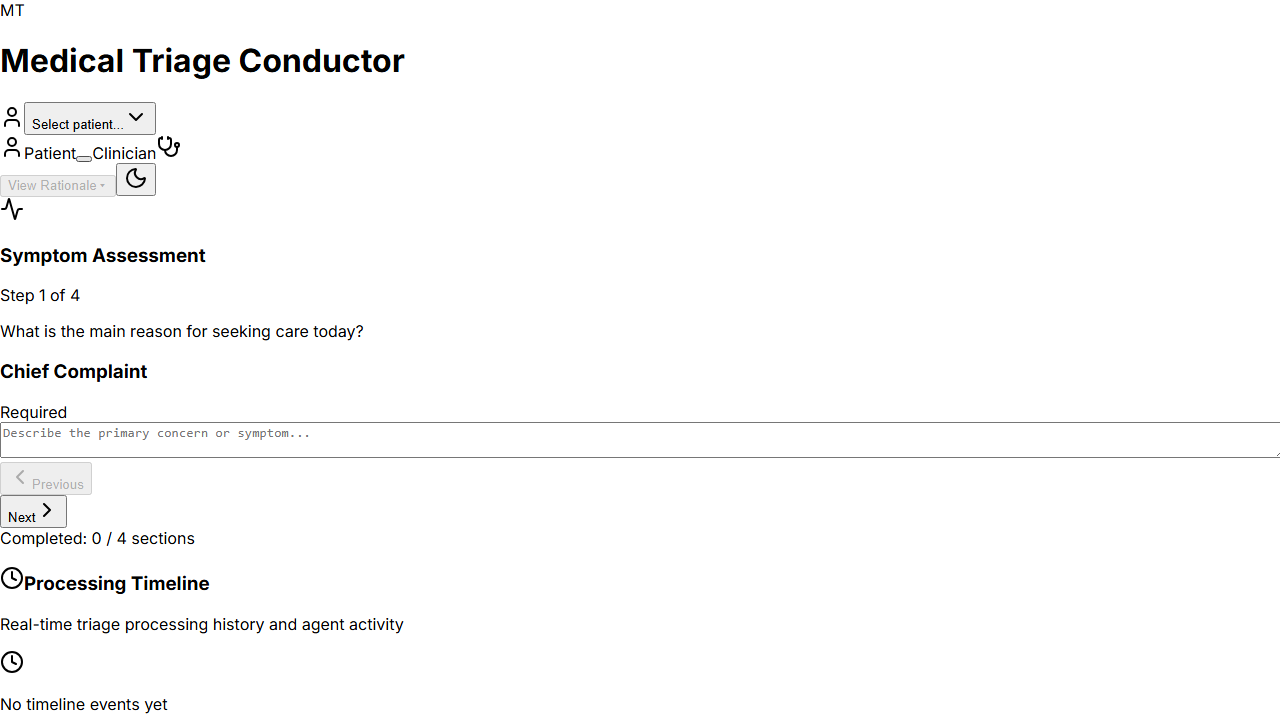 MT
Medical Triage Conductor
Select patient...
Patient Clinician
View Rationale ▾
Symptom Assessment
Step 1 of 4
What is the main reason for seeking care today?
Chief Complaint
Required
Describe the primary concern or symptom...
Previous
Next
Completed: 0 / 4 sections
Processing Timeline
Real-time triage processing history and agent activity
No timeline events yet